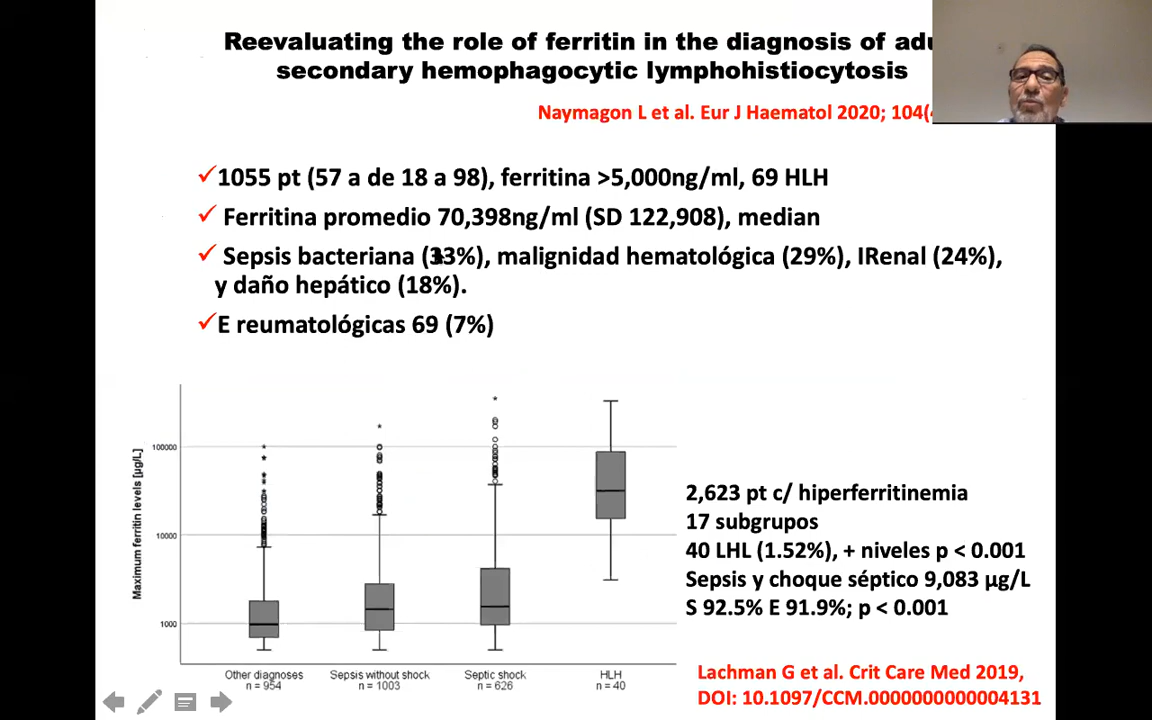 Reevaluating the role of ferritin in the diagnosis of
secondary hemophagocytic lymphohistiocytosis
Naymagon L et al. Eur J Haematol 2020; 104(
✓1055 pt (57 a de 18 a 98), ferritina >5,000ng/ml, 69 HLH
✓ Ferritina promedio 70,398ng/ml (SD 122,908), median
✓ Sepsis bacteriana (33%), malignidad hematológica (29%), IRenal (24%),
y daño hepático (18%).
✓E reumatológicas 69 (7%)
Maximum ferritin levels [µg/L]
100000
10000
1000
Other diagnoses
n = 954
Sepsis without shock
n = 1003
Septic shock
n = 626
HLH
n = 40
2,623 pt c/ hiperferritinemia
17 subgrupos
40 LHL (1.52%), + niveles p < 0.001
Sepsis y choque séptico 9,083 µg/L
S 92.5% E 91.9%; p < 0.001
Lachman G et al. Crit Care Med 2019,
DOI: 10.1097/CCM.0000000000004131